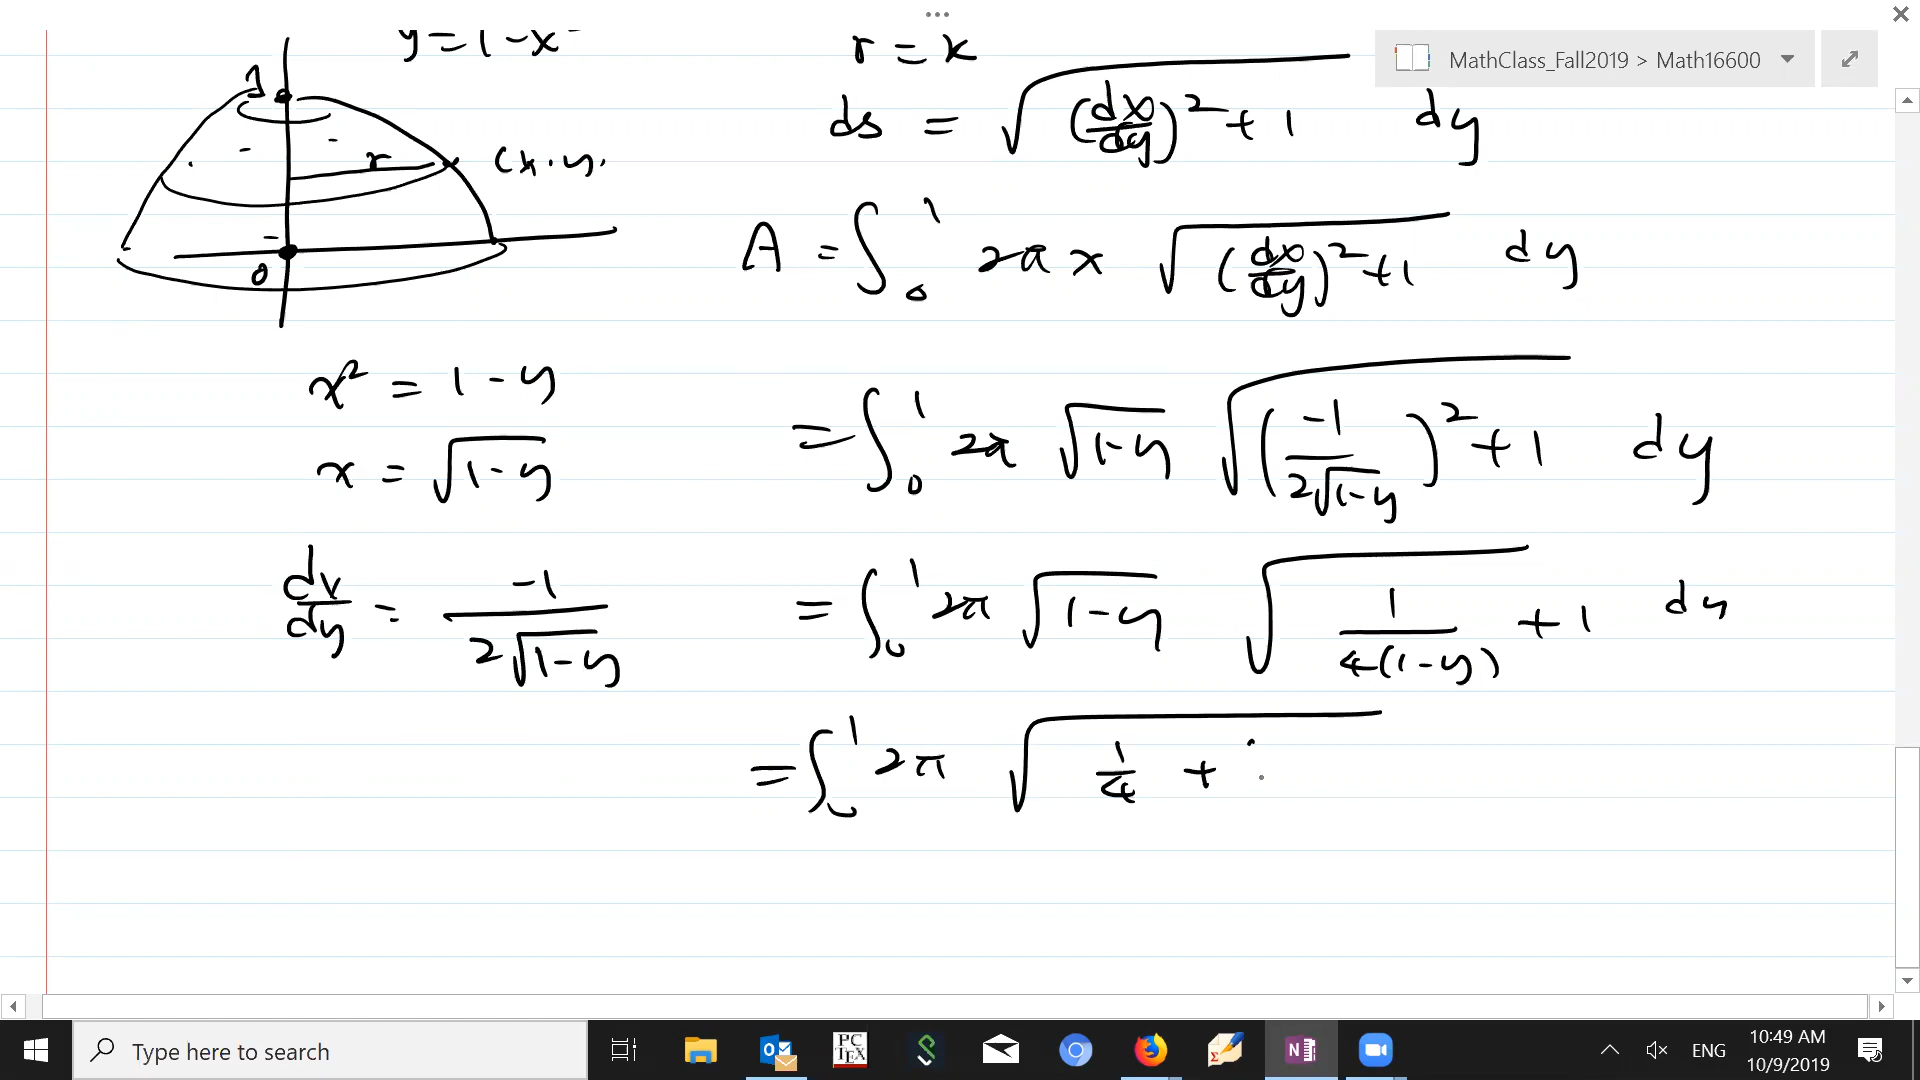 y = 1 - x²
r = x
MathClass_Fall2019 > Math16600
1
r
(x, y)
0
ds = √((dx/dy)² + 1) dy
A = ∫₀¹ 2π x √((dx/dy)² + 1) dy
x² = 1 - y
= ∫₀¹ 2π √(1-y) √((-1/(2√(1-y)))² + 1) dy
x = √(1-y)
dx/dy = -1/(2√(1-y))
= ∫₀¹ 2π √(1-y) √(1/(4(1-y)) + 1) dy
= ∫₀¹ 2π √(1/4 +
Type here to search
PC TEX
N
ENG
10:49 AM
10/9/2019